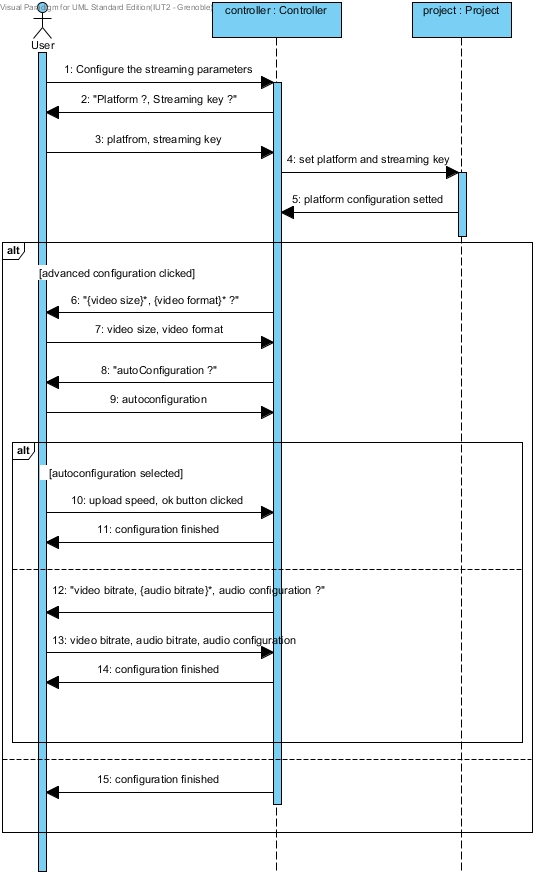 Visual Paradigm for UML Standard Edition(IUT2 - Grenoble
controller : Controller
project : Project
User
1: Configure the streaming parameters
2: "Platform ?, Streaming key ?"
3: platfrom, streaming key
4: set platform and streaming key
5: platform configuration setted
alt
[advanced configuration clicked]
6: "{video size}*, {video format}* ?"
7: video size, video format
8: "autoConfiguration ?"
9: autoconfiguration
alt
[autoconfiguration selected]
10: upload speed, ok button clicked
11: configuration finished
12: "video bitrate, {audio bitrate}*, audio configuration ?"
13: video bitrate, audio bitrate, audio configuration
14: configuration finished
15: configuration finished